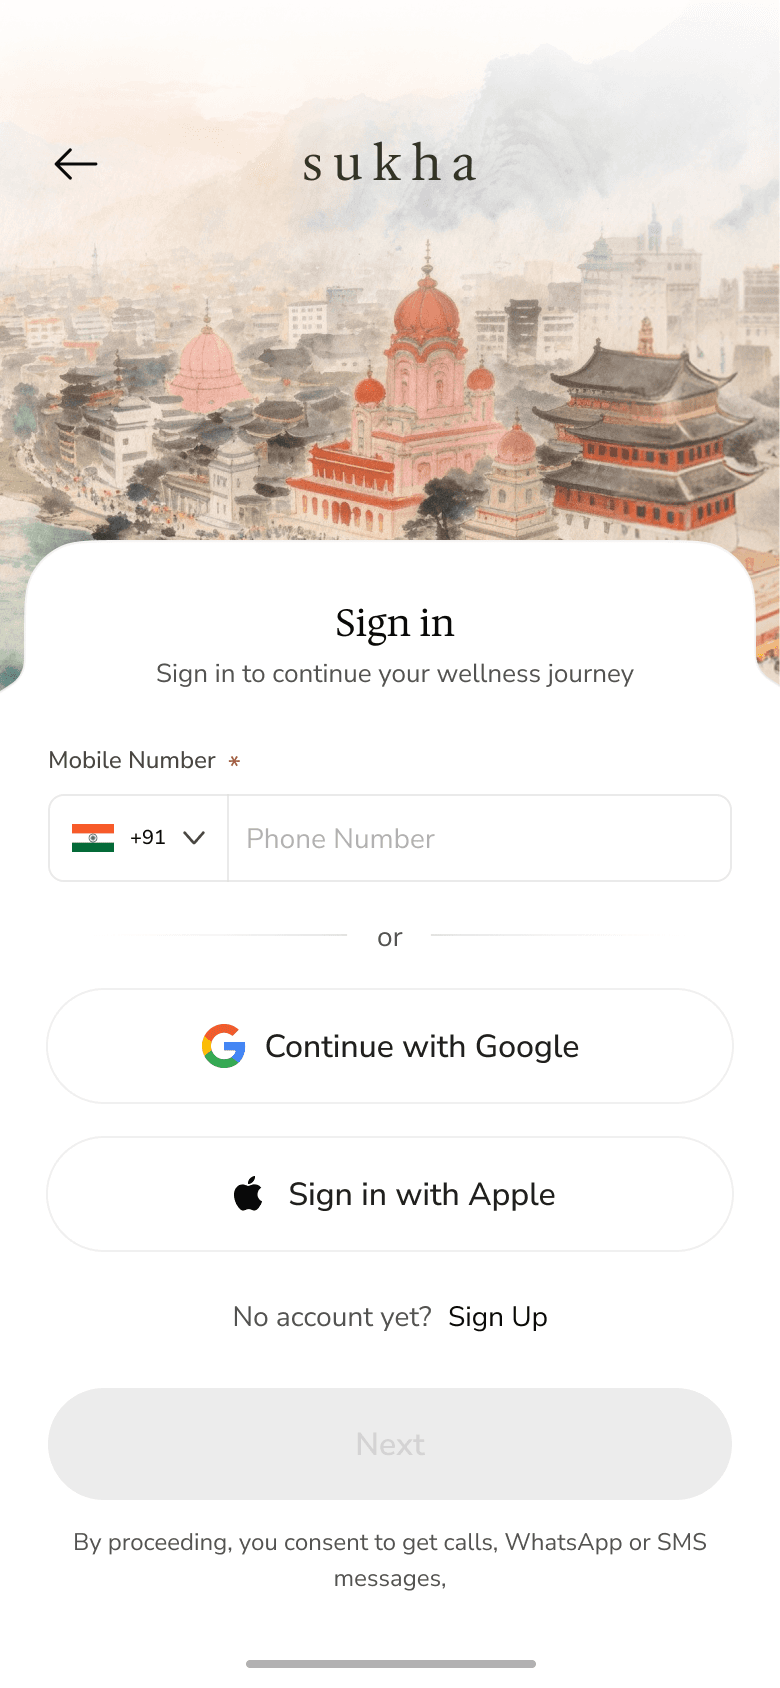 sukha
Sign in
Sign in to continue your wellness journey
Mobile Number *
+91 Phone Number
or
Continue with Google
Sign in with Apple
No account yet? Sign Up
Next
By proceeding, you consent to get calls, WhatsApp or SMS
messages,